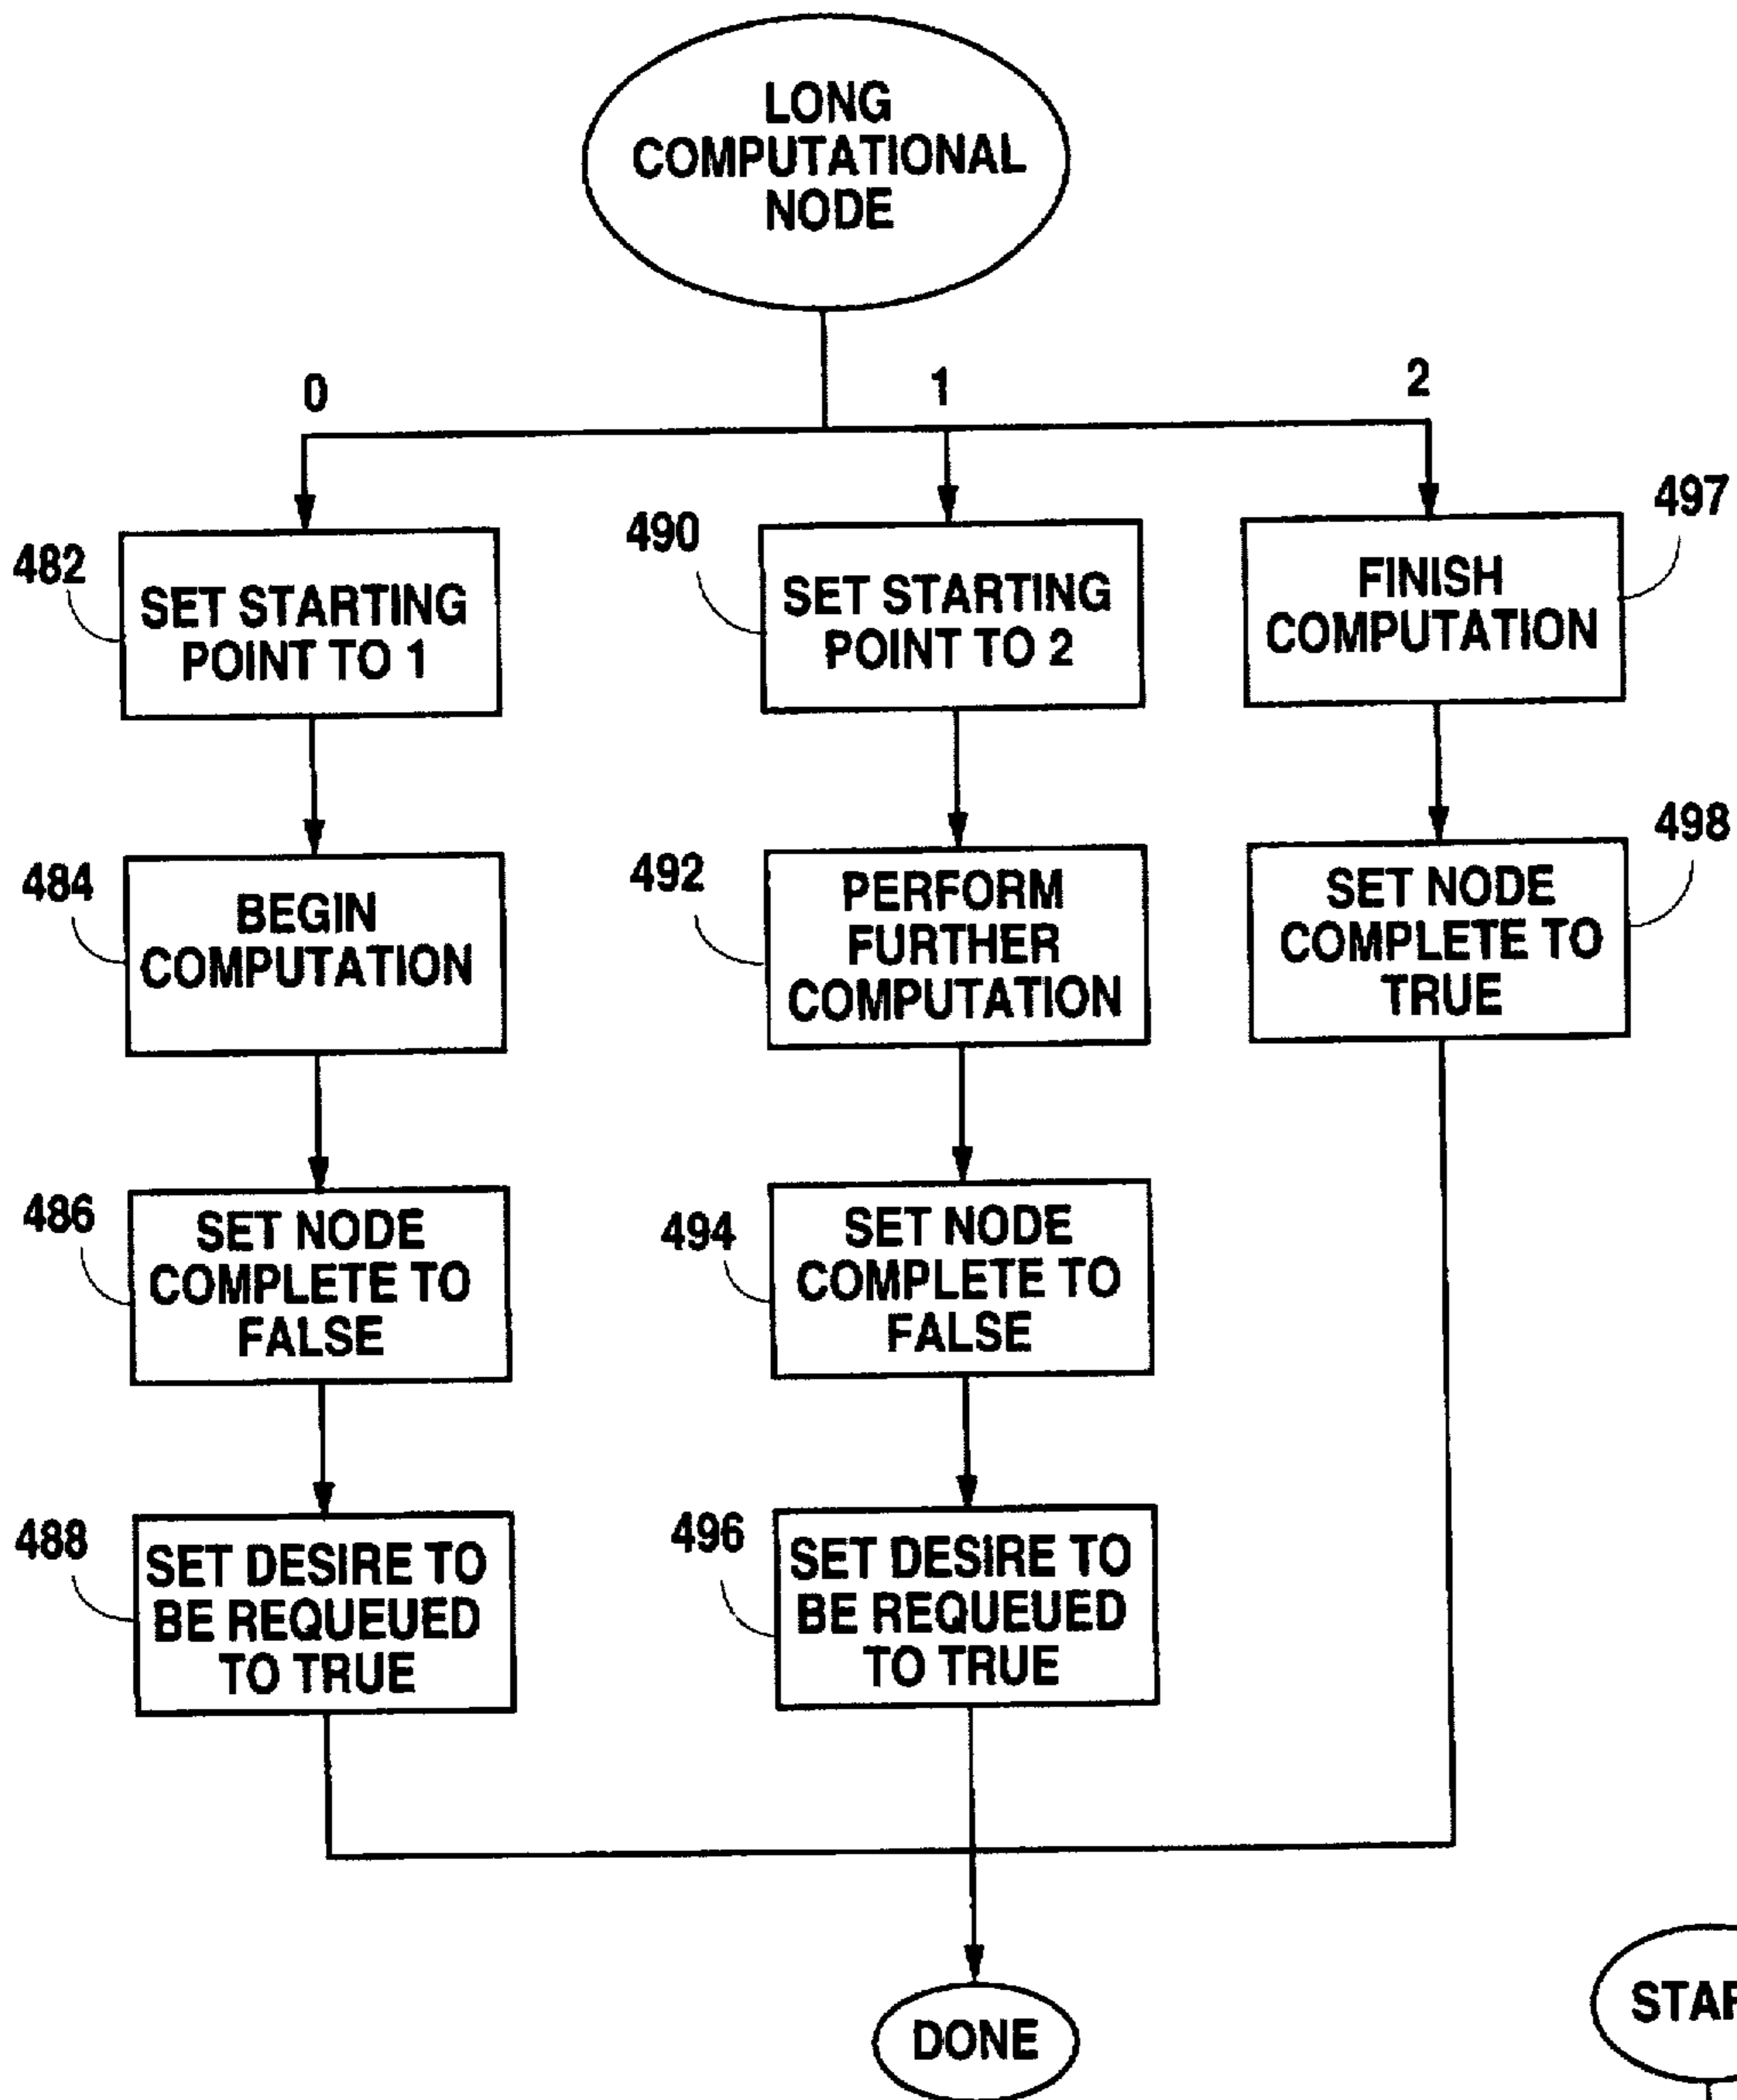 LONG
COMPUTATIONAL
NODE
0
1
2
482
SET STARTING
POINT TO 1
490
SET STARTING
POINT TO 2
497
FINISH
COMPUTATION
484
BEGIN
COMPUTATION
492
PERFORM
FURTHER
COMPUTATION
498
SET NODE
COMPLETE TO
TRUE
486
SET NODE
COMPLETE TO
FALSE
494
SET NODE
COMPLETE TO
FALSE
488
SET DESIRE TO
BE REQUEUED
TO TRUE
496
SET DESIRE TO
BE REQUEUED
TO TRUE
DONE